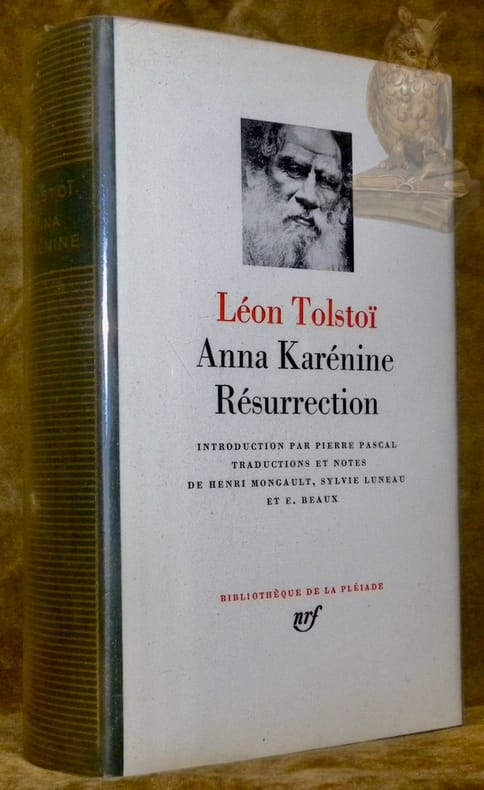 Léon Tolstoï
Anna Karénine
Résurrection
INTRODUCTION PAR PIERRE PASCAL
TRADUCTIONS ET NOTES
DE HENRI MONGAULT, SYLVIE LUNEAU
ET E. BEAUX
BIBLIOTHÈQUE DE LA PLÉIADE
nrf